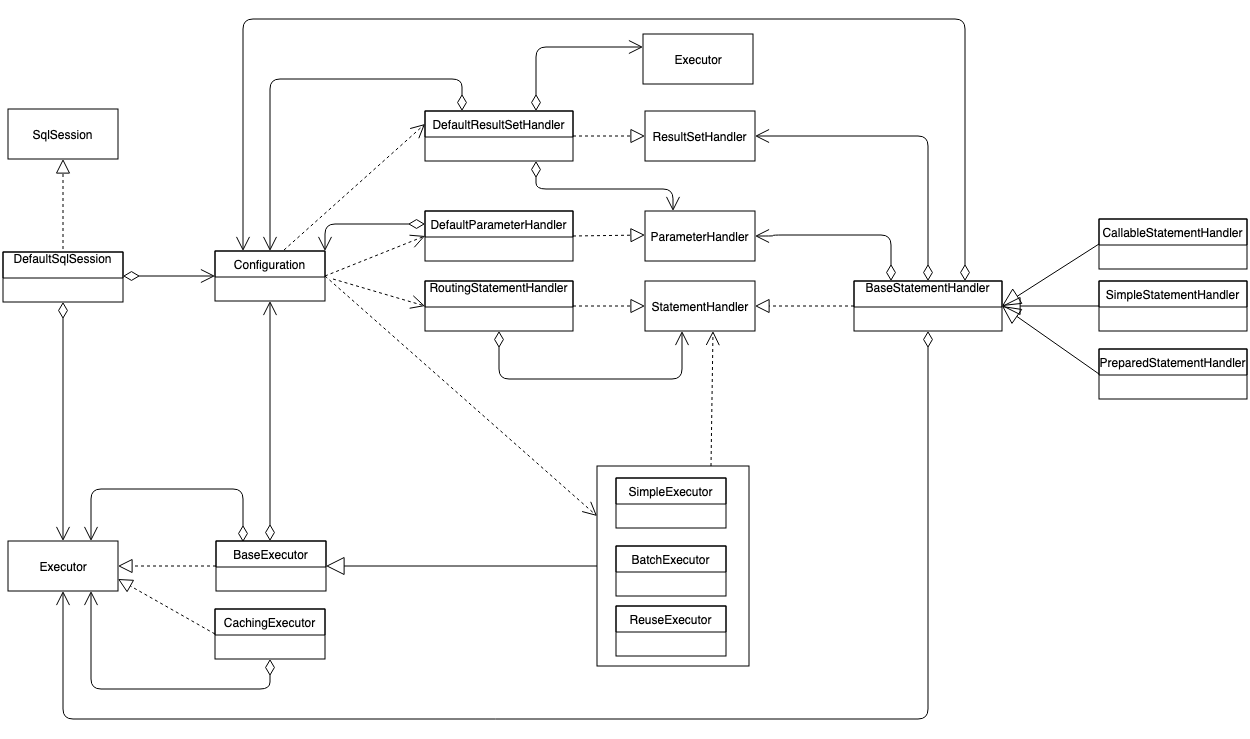 Executor
DefaultResultSetHandler
SqlSession
ResultSetHandler
DefaultParameterHandler
ParameterHandler
CallableStatementHandler
DefaultSqlSession
Configuration
RoutingStatementHandler
BaseStatementHandler
SimpleStatementHandler
StatementHandler
PreparedStatementHandler
SimpleExecutor
BaseExecutor
BatchExecutor
Executor
CachingExecutor
ReuseExecutor